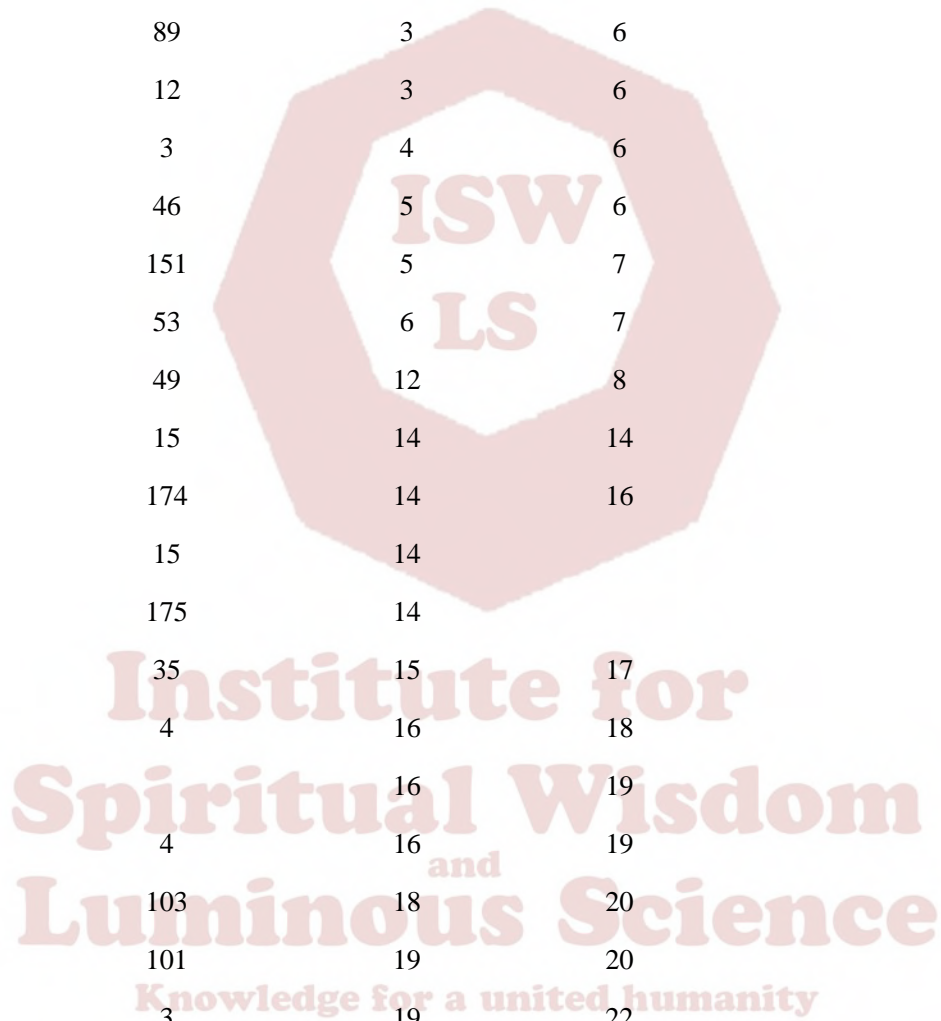 89 3 6
12 3 6
3 4 6
ISW
46 5 6
151 5 7
LS
53 6 7
49 12 8
15 14 14
174 14 16
15 14
175 14
Institute for
35 15 17
4 16 18
Spiritual Wisdom
16 19
4 16 19
and
Luminous Science
103 18 20
101 19 20
Knowledge for a united humanity
3 19 22